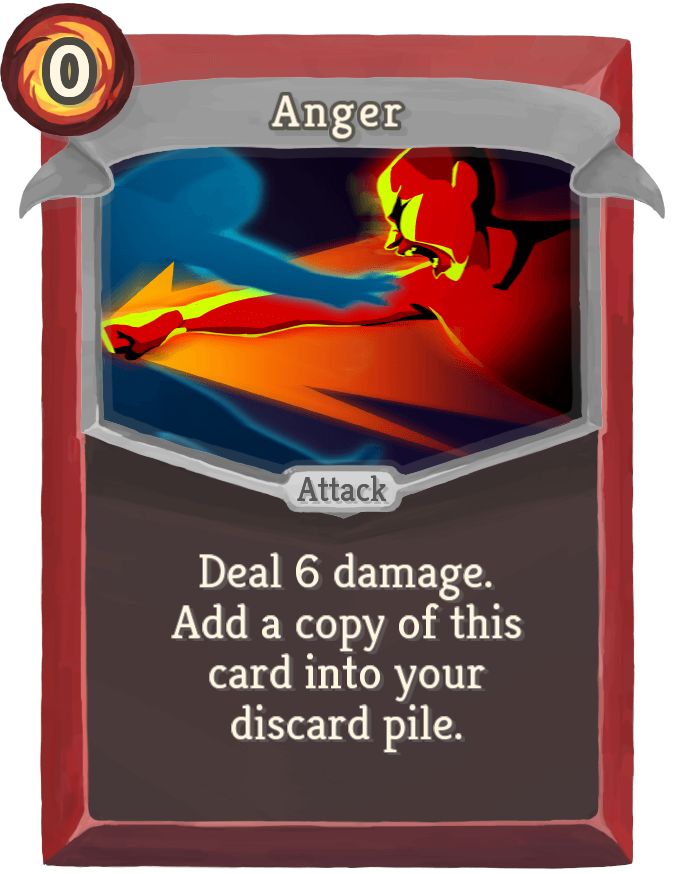 0
Anger
Attack
Deal 6 damage.
Add a copy of this
card into your
discard pile.